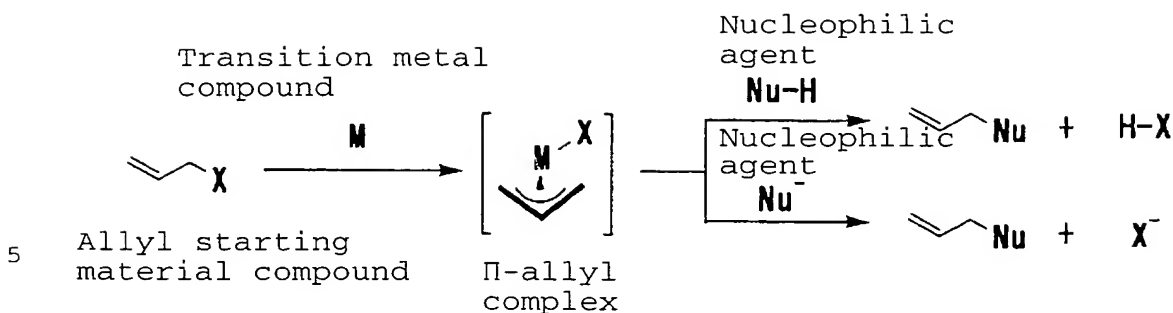 Nucleophilic
agent
Transition metal
compound
Nu-H
M
X
M
Nu + H-X
Nucleophilic
agent
X
Nu⁻
Nu + X⁻
5
Allyl starting
material compound
Π-allyl
complex